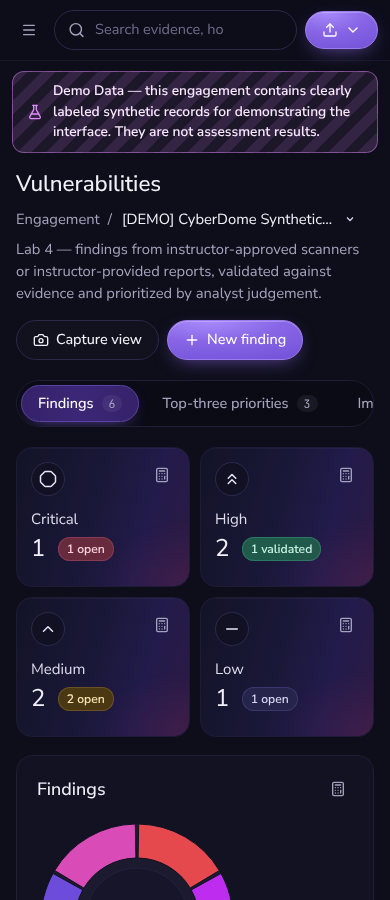 Search evidence, ho
Demo Data — this engagement contains clearly
labeled synthetic records for demonstrating the
interface. They are not assessment results.
Vulnerabilities
Engagement / [DEMO] CyberDome Synthetic...
Lab 4 — findings from instructor-approved scanners
or instructor-provided reports, validated against
evidence and prioritized by analyst judgement.
Capture view
New finding
Findings 6
Top-three priorities 3
Im
Critical
1 1 open
High
2 1 validated
Medium
2 2 open
Low
1 1 open
Findings